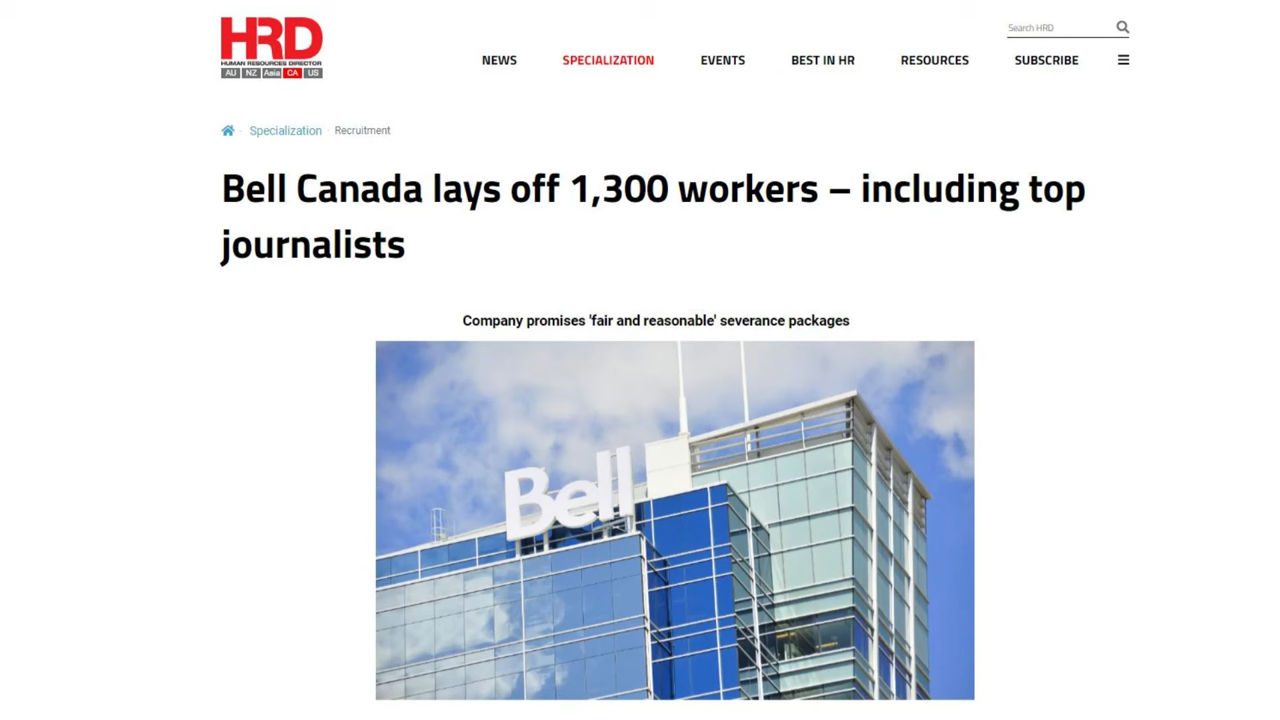 HRD
HUMAN RESOURCES DIRECTOR
AU NZ Asia CA US
Search HRD
NEWS SPECIALIZATION EVENTS BEST IN HR RESOURCES SUBSCRIBE
Specialization · Recruitment
Bell Canada lays off 1,300 workers – including top
journalists
Company promises 'fair and reasonable' severance packages
Bell